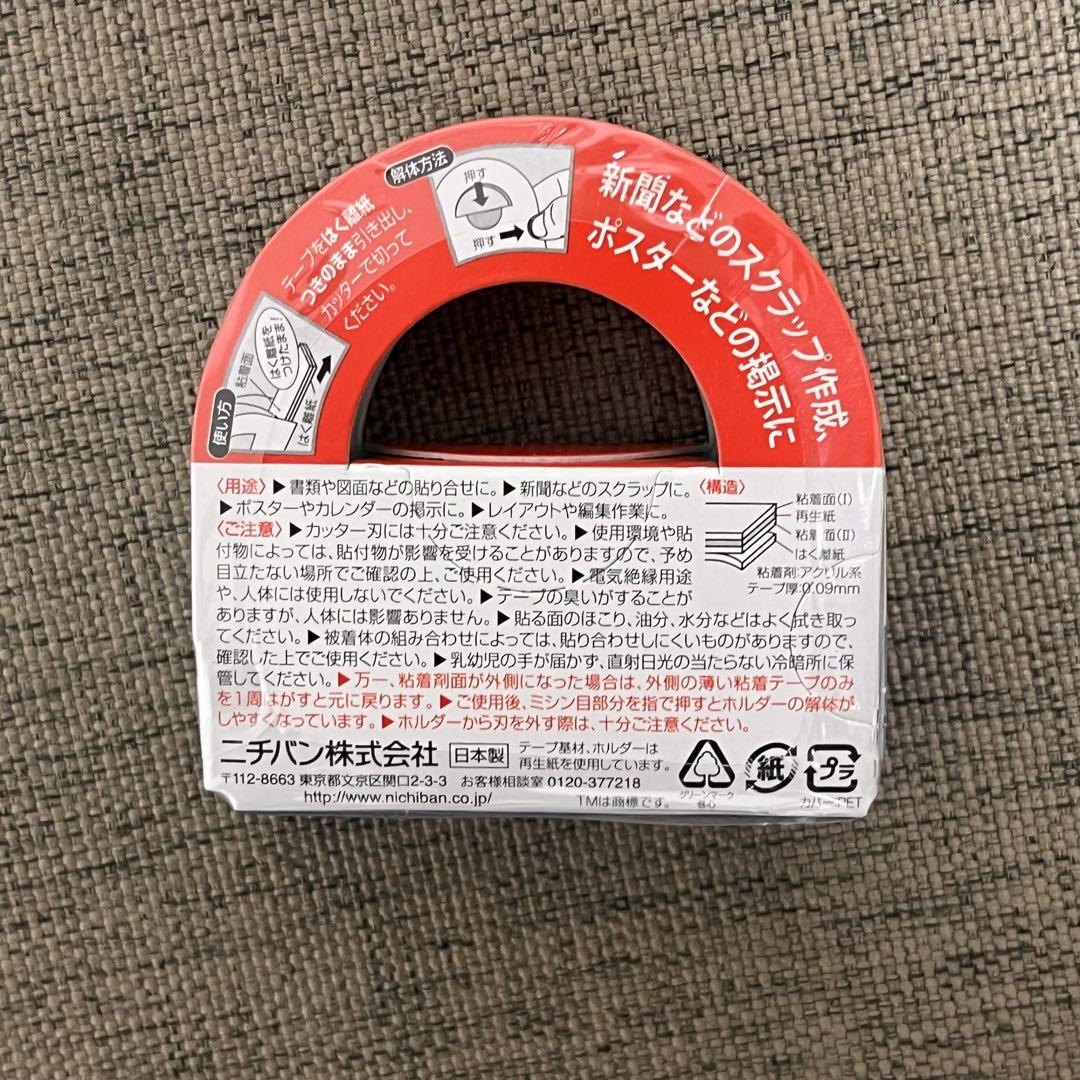 新聞などのスクラップ作成、
ポスターなどの掲示に
解体方法
押す
押す
テープをはく離紙
つきのまま引き出し、
カッターで切って
ください。
使い方
粘着面
はく離紙を
つけたまま!
はく離紙
〈用途〉▶書類や図面などの貼り合せに。▶新聞などのスクラップに。
▶ポスターやカレンダーの掲示に。▶レイアウトや編集作業に。
〈ご注意〉▶カッター刃には十分ご注意ください。▶使用環境や貼
付物によっては、貼付物が影響を受けることがありますので、予め
目立たない場所でご確認の上、ご使用ください。▶電気絶縁用途
や、人体には使用しないでください。▶テープの臭いがすることが
ありますが、人体には影響ありません。▶貼る面のほこり、油分、水分などはよく拭き取っ
てください。▶被着体の組み合わせによっては、貼り合わせしにくいものがありますので、
確認した上でご使用ください。▶乳幼児の手が届かず、直射日光の当たらない冷暗所に保
管してください。▶万一、粘着剤面が外側になった場合は、外側の薄い粘着テープのみ
を1周はがすと元に戻ります。▶ご使用後、ミシン目部分を指で押すとホルダーの解体が
しやすくなっています。▶ホルダーから刃を外す際は、十分ご注意ください。
〈構造〉
粘着面(I)
再生紙
粘着面(II)
はく離紙
粘着剤:アクリル系
テープ厚:0.09mm
ニチバン株式会社 日本製
テープ基材、ホルダーは
再生紙を使用しています。
〒112-8663 東京都文京区関口2-3-3 お客様相談室 0120-377218
http://www.nichiban.co.jp/ TMは商標です。
グリーンマーク
巻心
紙
プラ
カバー:PET